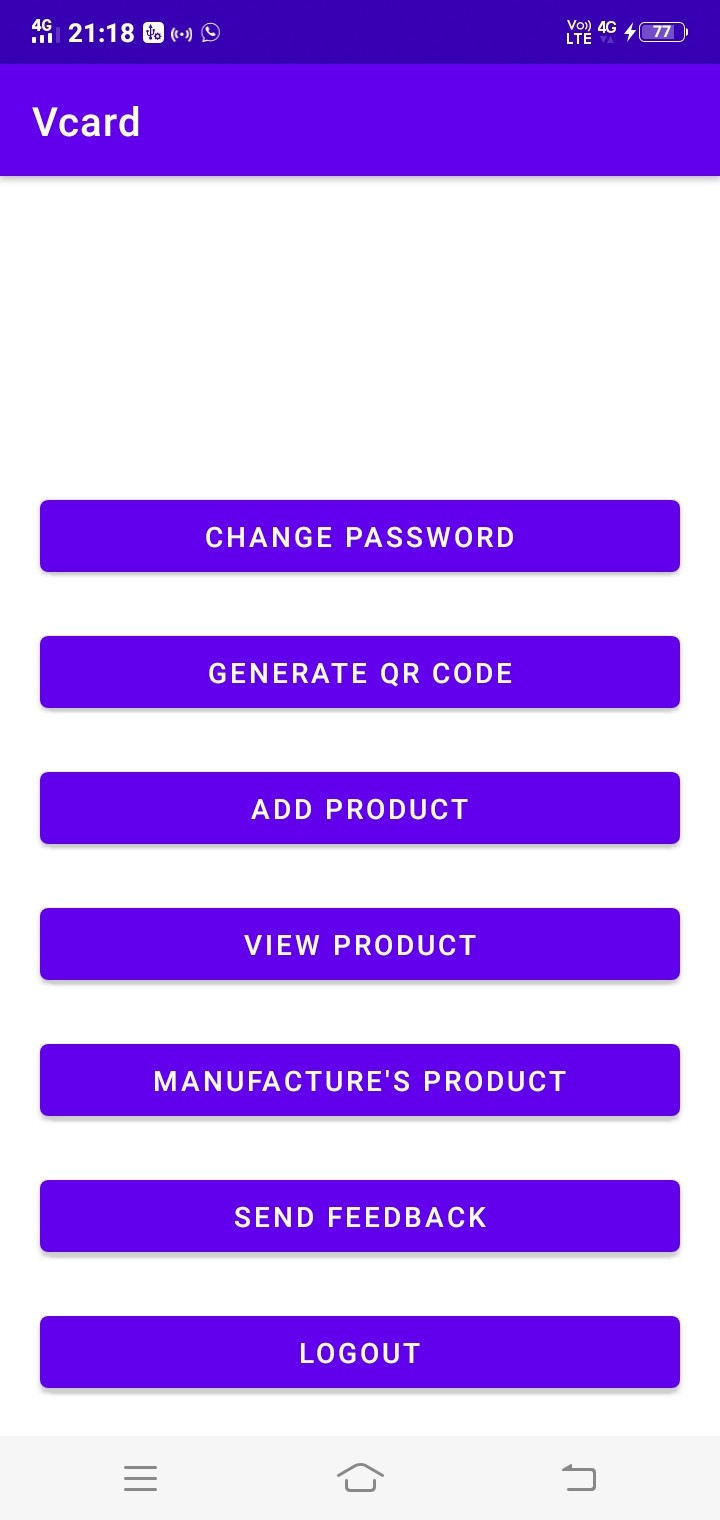 4G 21:18 Vo)) LTE 4G 77
Vcard
CHANGE PASSWORD
GENERATE QR CODE
ADD PRODUCT
VIEW PRODUCT
MANUFACTURE'S PRODUCT
SEND FEEDBACK
LOGOUT